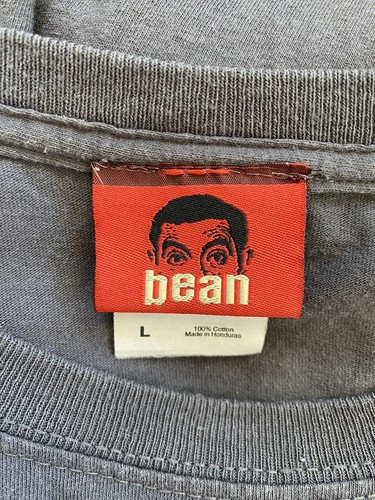 bean
L
100% Cotton
Made in Honduras